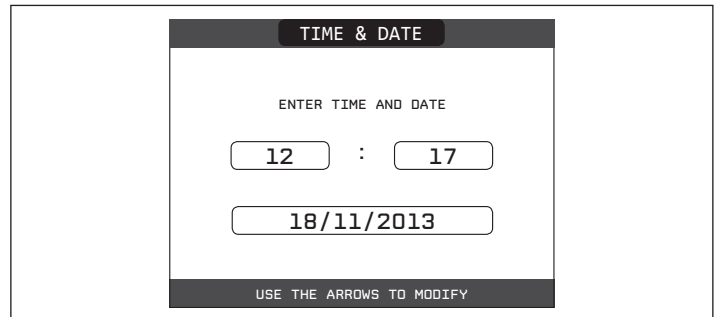 TIME & DATE
ENTER TIME AND DATE
12 : 17
18/11/2013
USE THE ARROWS TO MODIFY